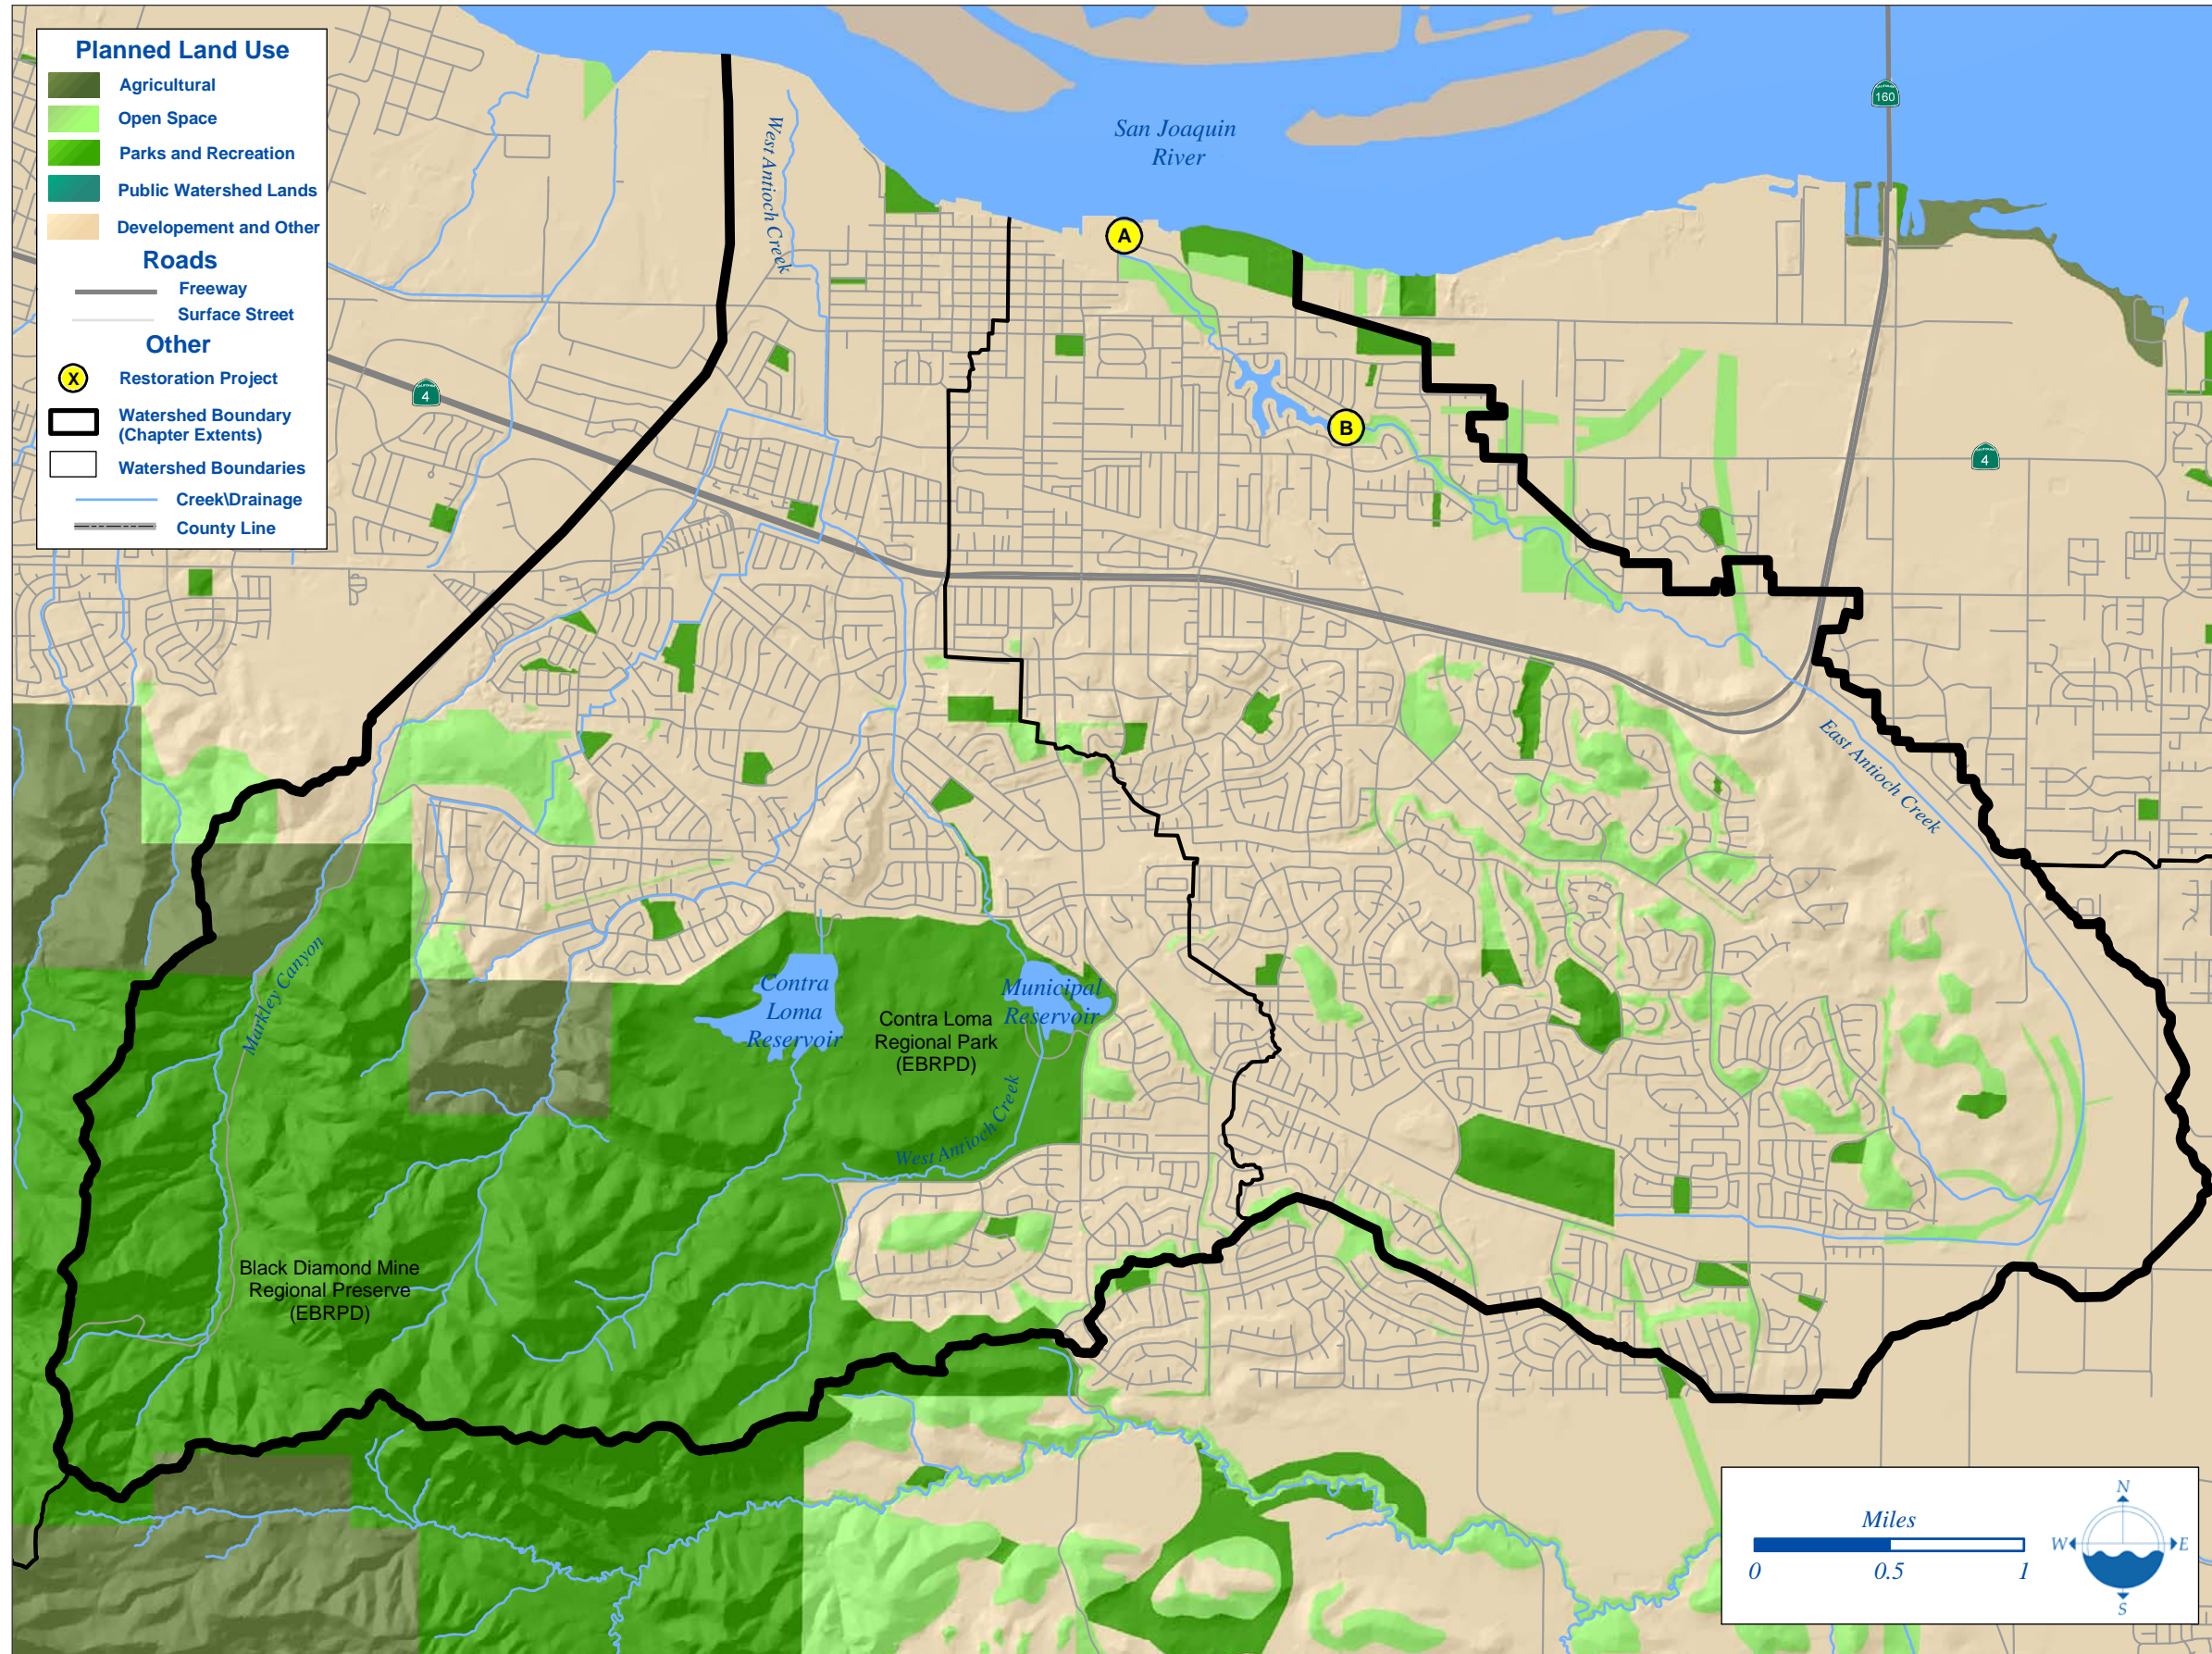 Planned Land Use
Agricultural
Open Space
Parks and Recreation
Public Watershed Lands
Developement and Other
Roads
Freeway
Surface Street
Other
X
Restoration Project
Watershed Boundary
(Chapter Extents)
Watershed Boundaries
Creek\Drainage
County Line
4
West Antioch Creek
San Joaquin
River
160
A
B
4
East Antioch Creek
Markley Canyon
Contra
Loma
Reservoir
Contra Loma
Regional Park
(EBRPD)
Municipal
Reservoir
West Antioch Creek
Black Diamond Mine
Regional Preserve
(EBRPD)
Miles
0 0.5 1
N
W E
S